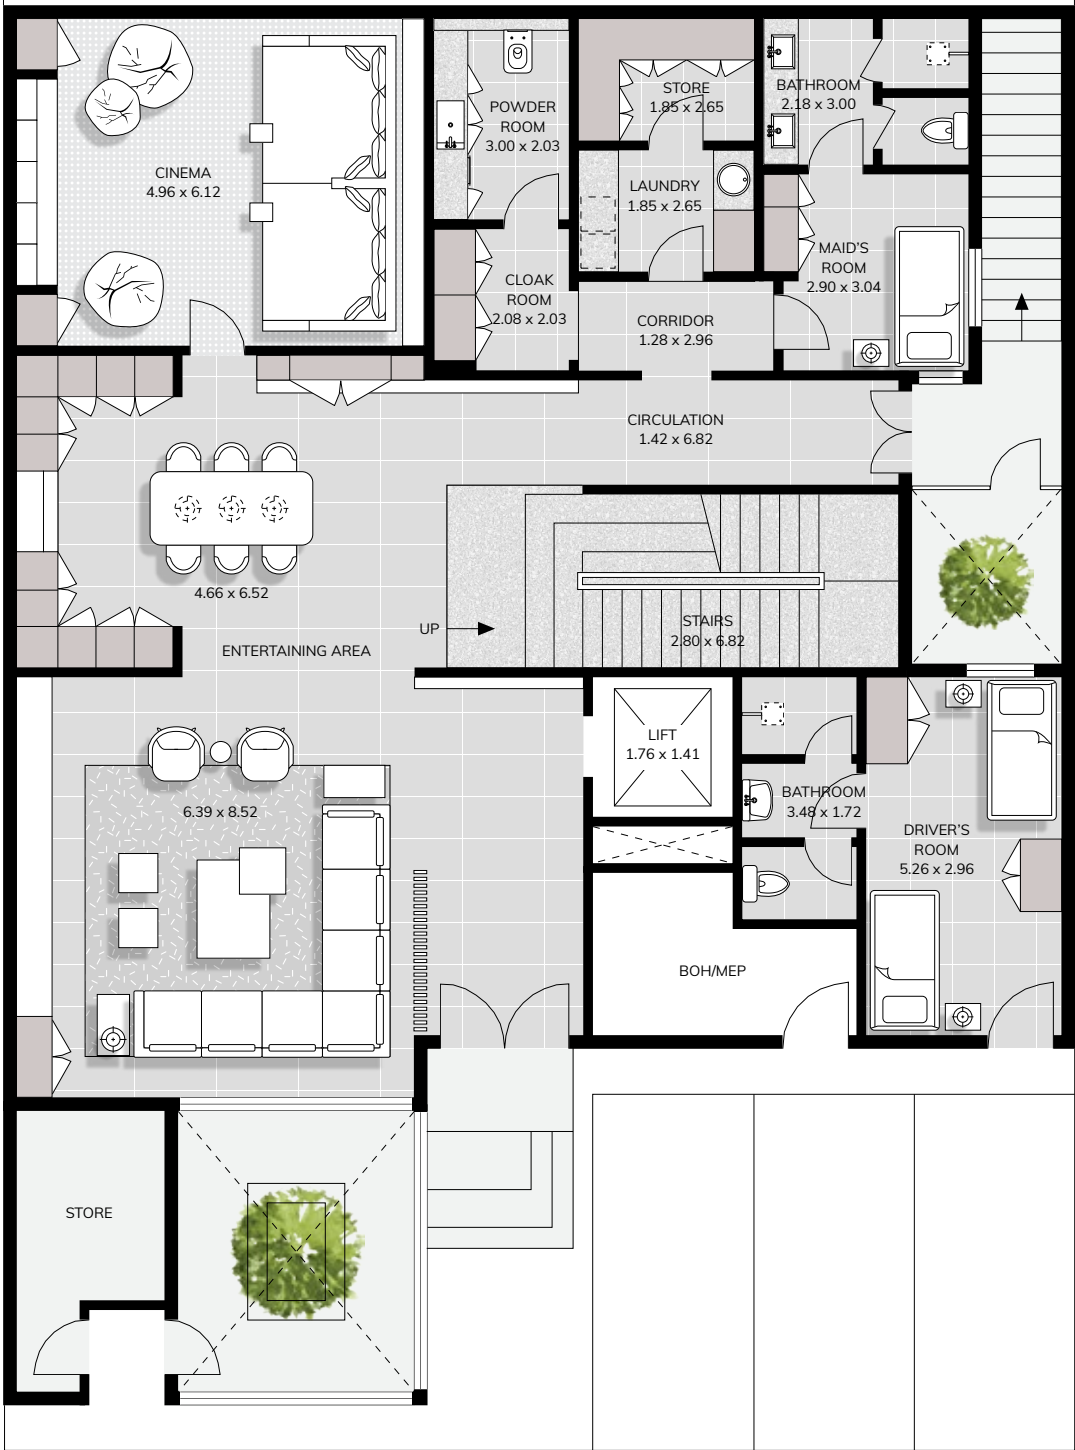 CINEMA
4.96 x 6.12
POWDER
ROOM
3.00 x 2.03
STORE
1.85 x 2.65
BATHROOM
2.18 x 3.00
LAUNDRY
1.85 x 2.65
MAID'S
ROOM
2.90 x 3.04
CLOAK
ROOM
2.08 x 2.03
CORRIDOR
1.28 x 2.96
CIRCULATION
1.42 x 6.82
4.66 x 6.52
UP
STAIRS
2.80 x 6.82
ENTERTAINING AREA
LIFT
1.76 x 1.41
6.39 x 8.52
BATHROOM
3.48 x 1.72
DRIVER'S
ROOM
5.26 x 2.96
BOH/MEP
STORE